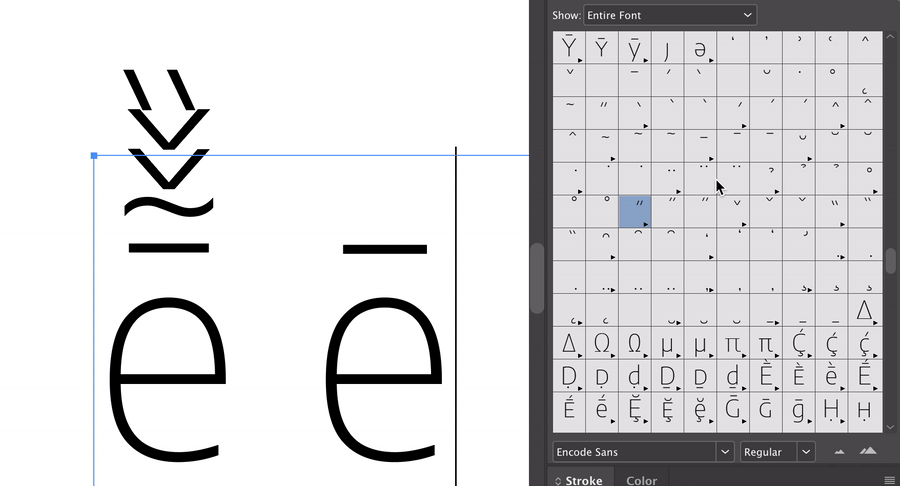 ē̃̌̌̏ ē
Show: Entire Font
Ȳ Ȳ ȳ ȷ ə
Δ
Δ Ω Ω μ μ π π Ḉ Ḉ ḉ
Ḍ Ḍ ḍ Ḏ Ḏ ḏ Ḕ Ḕ ḕ Ḗ
Ḗ ḗ Ḝ Ḝ ḝ Ḡ Ḡ ḡ Ḥ Ḥ
Encode Sans Regular
Stroke Color